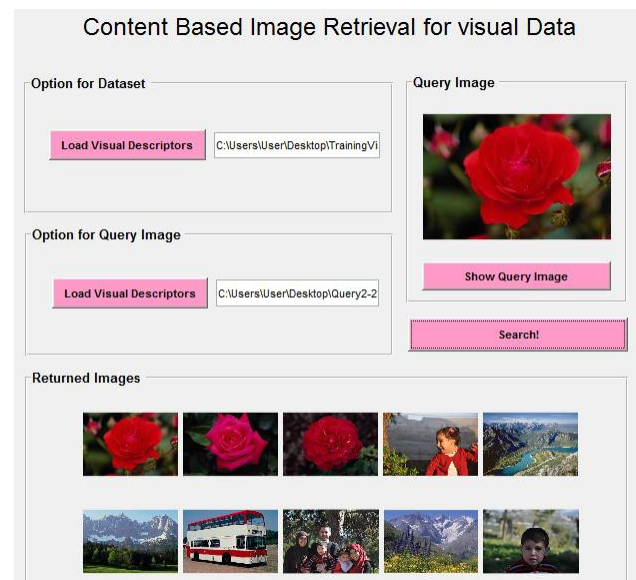 Content Based Image Retrieval for visual Data
Option for Dataset
Load Visual Descriptors
C:\Users\User\Desktop\TrainingVi
Option for Query Image
Load Visual Descriptors
C:\Users\User\Desktop\Query2-2
Query Image
Show Query Image
Search!
Returned Images